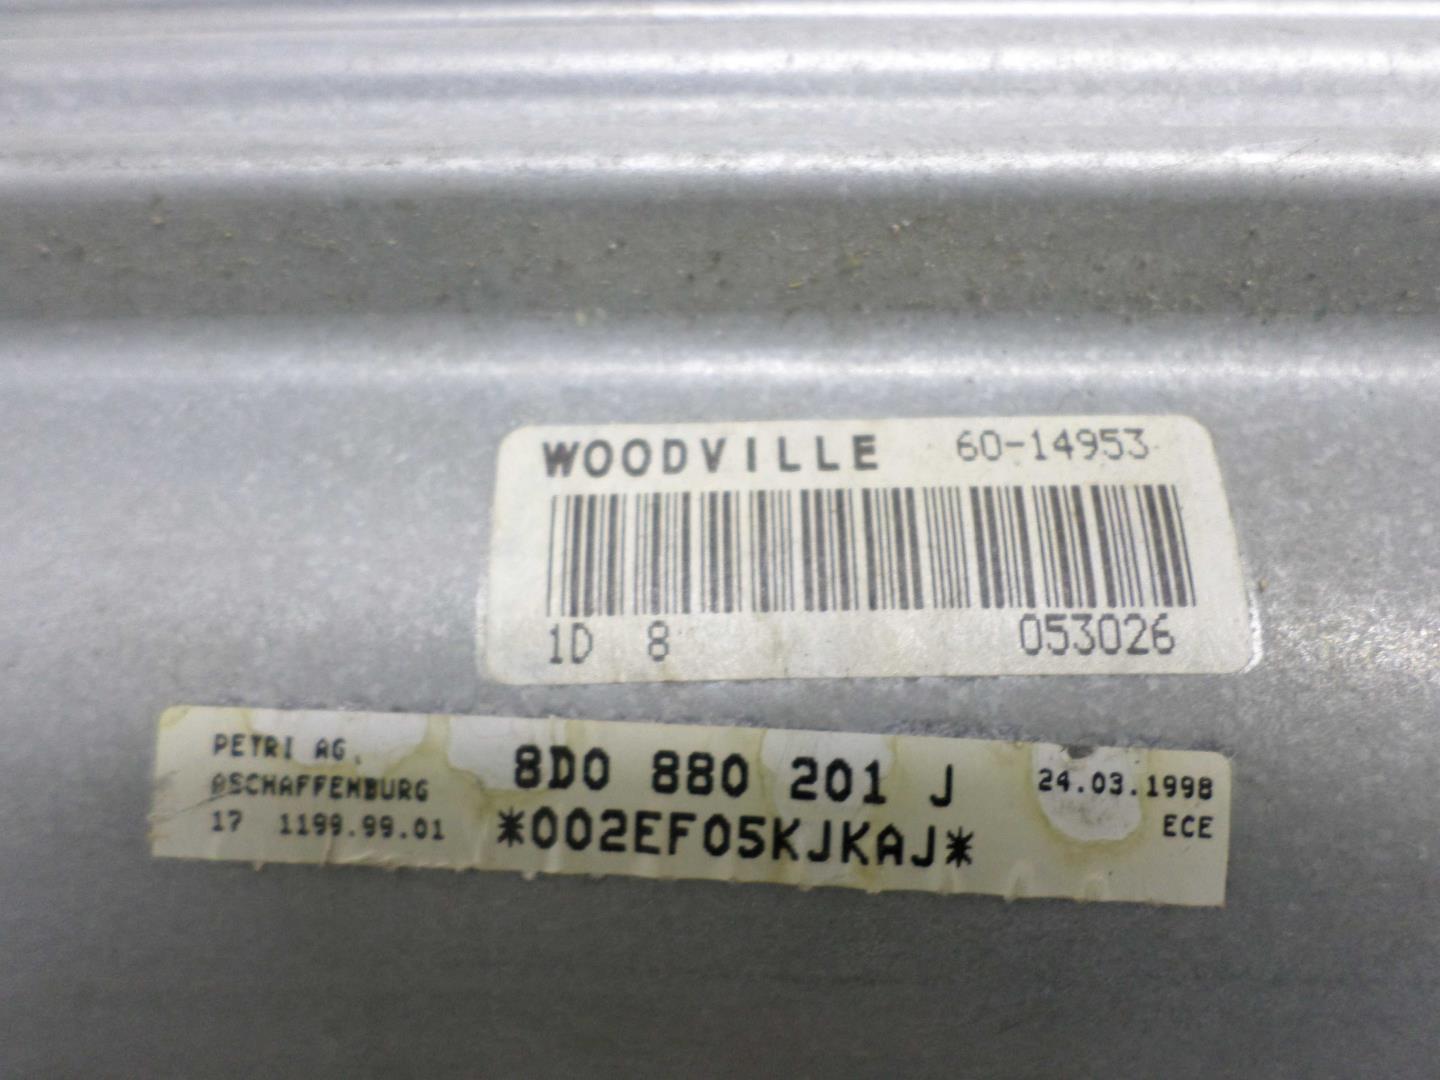 WOODVILLE 60-14953
1D 8 053026
PETRI AG.
ASCHAFFENBURG
17 1199.99.01
8D0 880 201 J
*002EF05KJKAJ*
24.03.1998
ECE